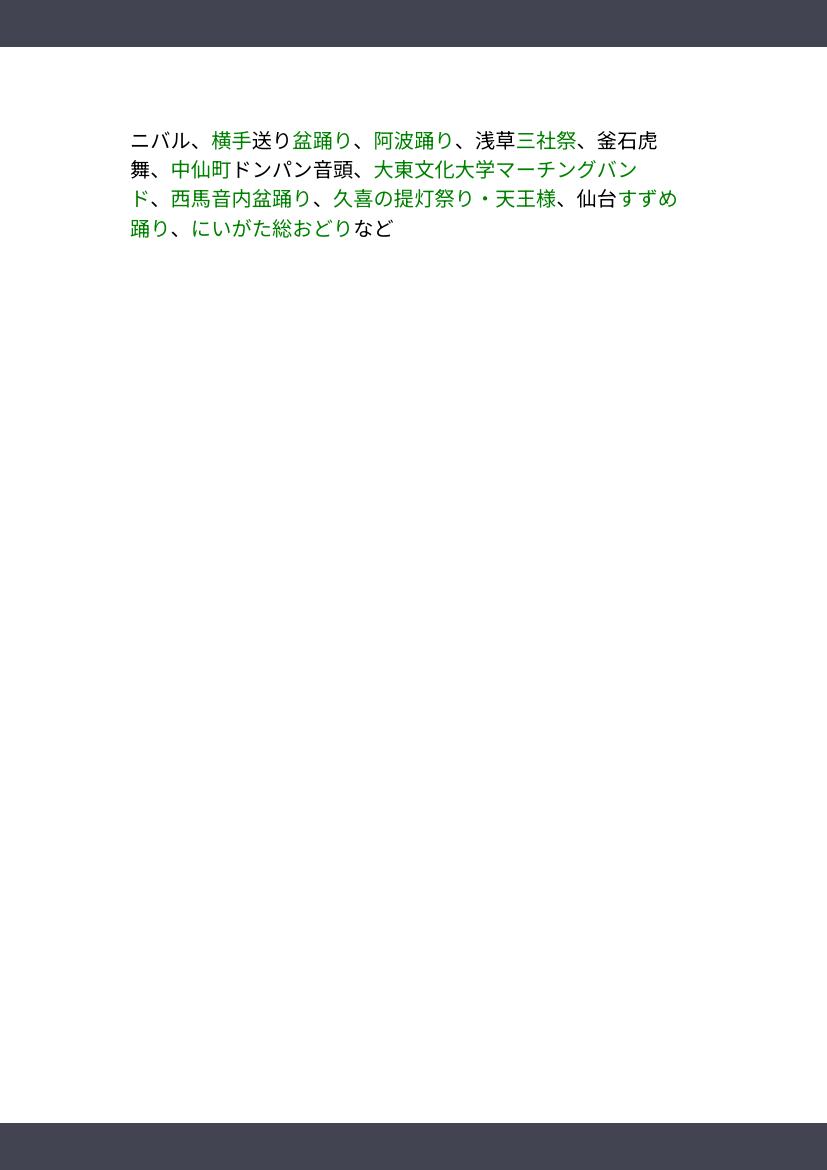 ニバル、横手送り盆踊り、阿波踊り、浅草三社祭、釜石虎
舞、中仙町ドンパン音頭、大東文化大学マーチングバン
ド、西馬音内盆踊り、久喜の提灯祭り・天王様、仙台すずめ
踊り、にいがた総おどりなど